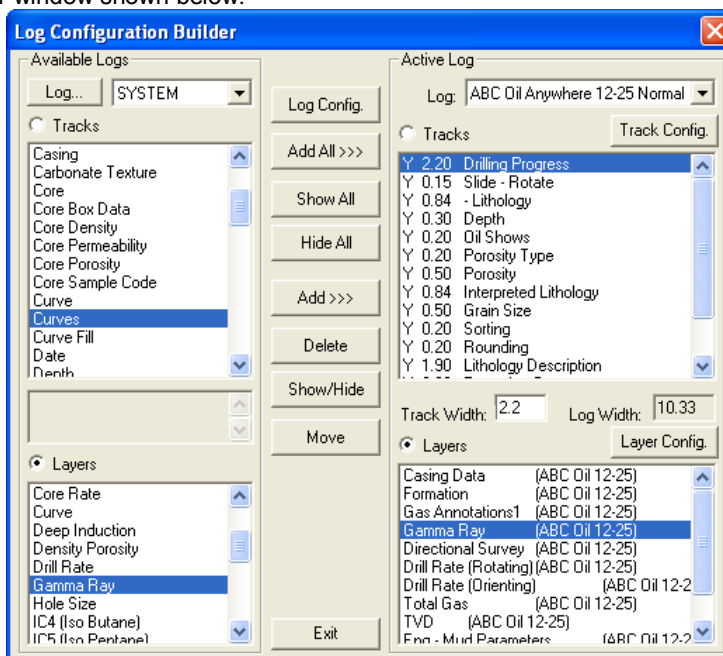 Log Configuration Builder
Available Logs
Log... SYSTEM
Tracks
Casing
Carbonate Texture
Core
Core Box Data
Core Density
Core Permeability
Core Porosity
Core Sample Code
Curve
Curves
Curve Fill
Date
Depth
Layers
Core Rate
Curve
Deep Induction
Density Porosity
Drill Rate
Gamma Ray
Hole Size
IC4 (Iso Butane)
IC5 (Iso Pentane)
Log Config.
Add All >>>
Show All
Hide All
Add >>>
Delete
Show/Hide
Move
Exit
Active Log
Log: ABC Oil Anywhere 12-25 Normal
Tracks Track Config.
Y 2.20 Drilling Progress
Y 0.15 Slide - Rotate
Y 0.84 - Lithology
Y 0.30 Depth
Y 0.20 Oil Shows
Y 0.20 Porosity Type
Y 0.50 Porosity
Y 0.84 Interpreted Lithology
Y 0.50 Grain Size
Y 0.20 Sorting
Y 0.20 Rounding
Y 1.90 Lithology Description
Track Width: 2.2 Log Width: 10.33
Layers Layer Config.
Casing Data (ABC Oil 12-25)
Formation (ABC Oil 12-25)
Gas Annotations1 (ABC Oil 12-25)
Gamma Ray (ABC Oil 12-25)
Directional Survey (ABC Oil 12-25)
Drill Rate (Rotating) (ABC Oil 12-25)
Drill Rate (Orienting) (ABC Oil 12-2
Total Gas (ABC Oil 12-25)
TVD (ABC Oil 12-25)
Eng - Mud Parameters (ABC Oil 12-2